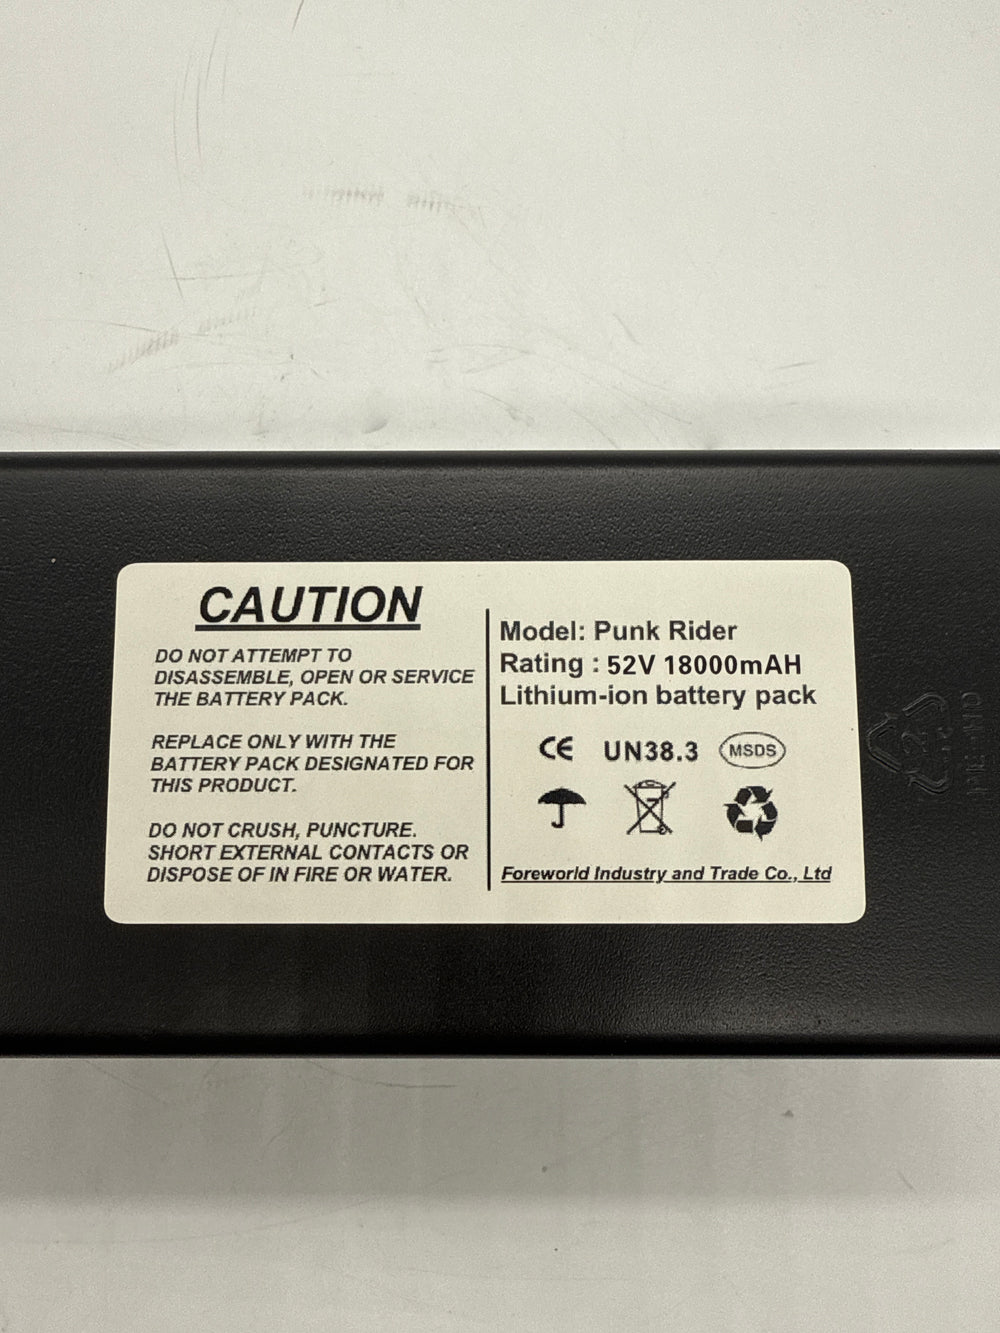 CAUTION
DO NOT ATTEMPT TO
DISASSEMBLE, OPEN OR SERVICE
THE BATTERY PACK.
REPLACE ONLY WITH THE
BATTERY PACK DESIGNATED FOR
THIS PRODUCT.
DO NOT CRUSH, PUNCTURE.
SHORT EXTERNAL CONTACTS OR
DISPOSE OF IN FIRE OR WATER.
Model: Punk Rider
Rating : 52V 18000mAH
Lithium-ion battery pack
CE UN38.3 MSDS
Foreworld Industry and Trade Co., Ltd